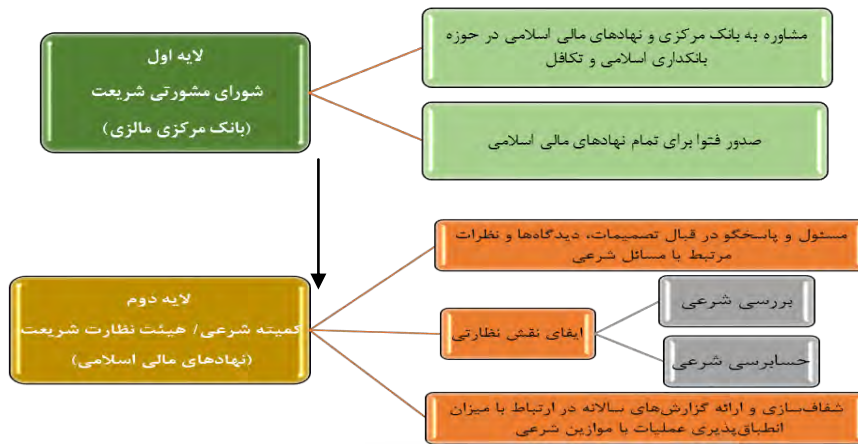 لایه اول
شورای مشورتی شریعت
(بانک مرکزی مالزی)
مشاوره به بانک مرکزی و نهادهای مالی اسلامی در حوزه
بانکداری اسلامی و تکافل
صدور فتوا برای تمام نهادهای مالی اسلامی
لایه دوم
کمیته شرعی/ هیئت نظارت شریعت
(نهادهای مالی اسلامی)
مسئول و پاسخگو در قبال تصمیمات، دیدگاه‌ها و نظرات
مرتبط با مسائل شرعی
ایفای نقش نظارتی
بررسی شرعی
حسابرسی شرعی
شفاف‌سازی و ارائه گزارش‌های سالانه در ارتباط با میزان
انطباق‌پذیری عملیات با موازین شرعی